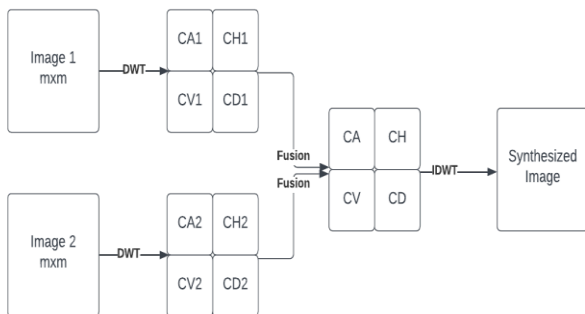 Image 1
mxm
DWT
CA1
CH1
CV1
CD1
Fusion
Fusion
CA
CH
CV
CD
IDWT
Synthesized
Image
Image 2
mxm
DWT
CA2
CH2
CV2
CD2